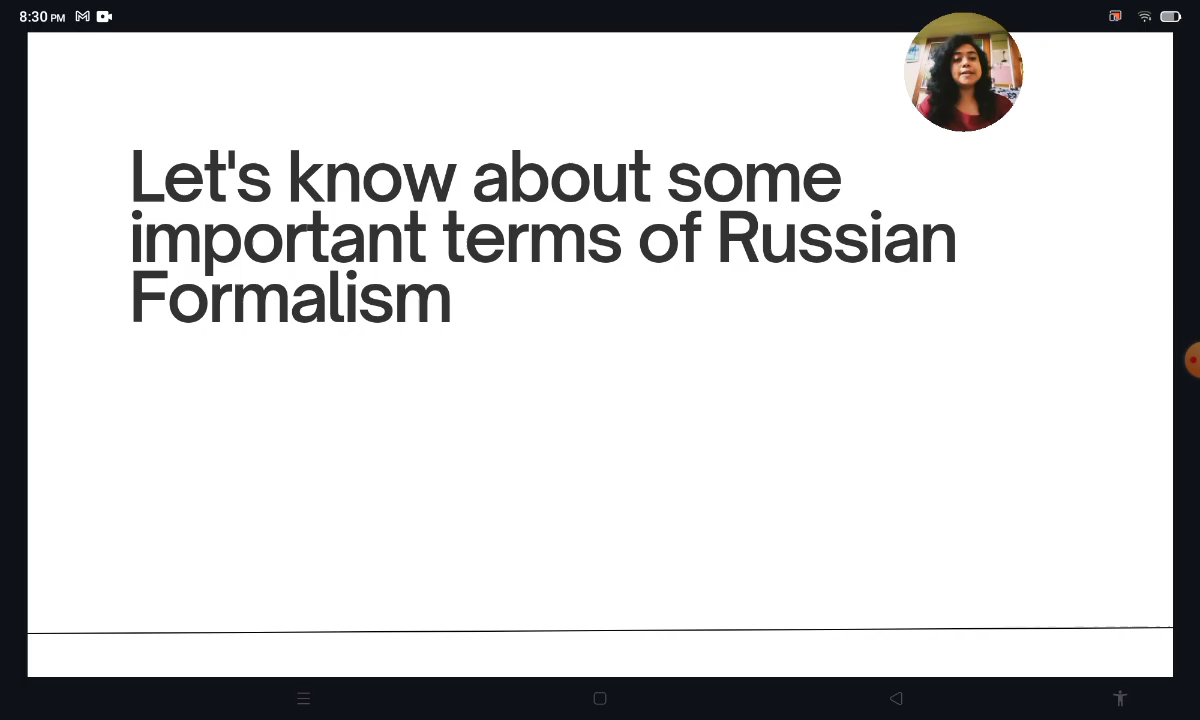 8:30 PM
Let's know about some
important terms of Russian
Formalism